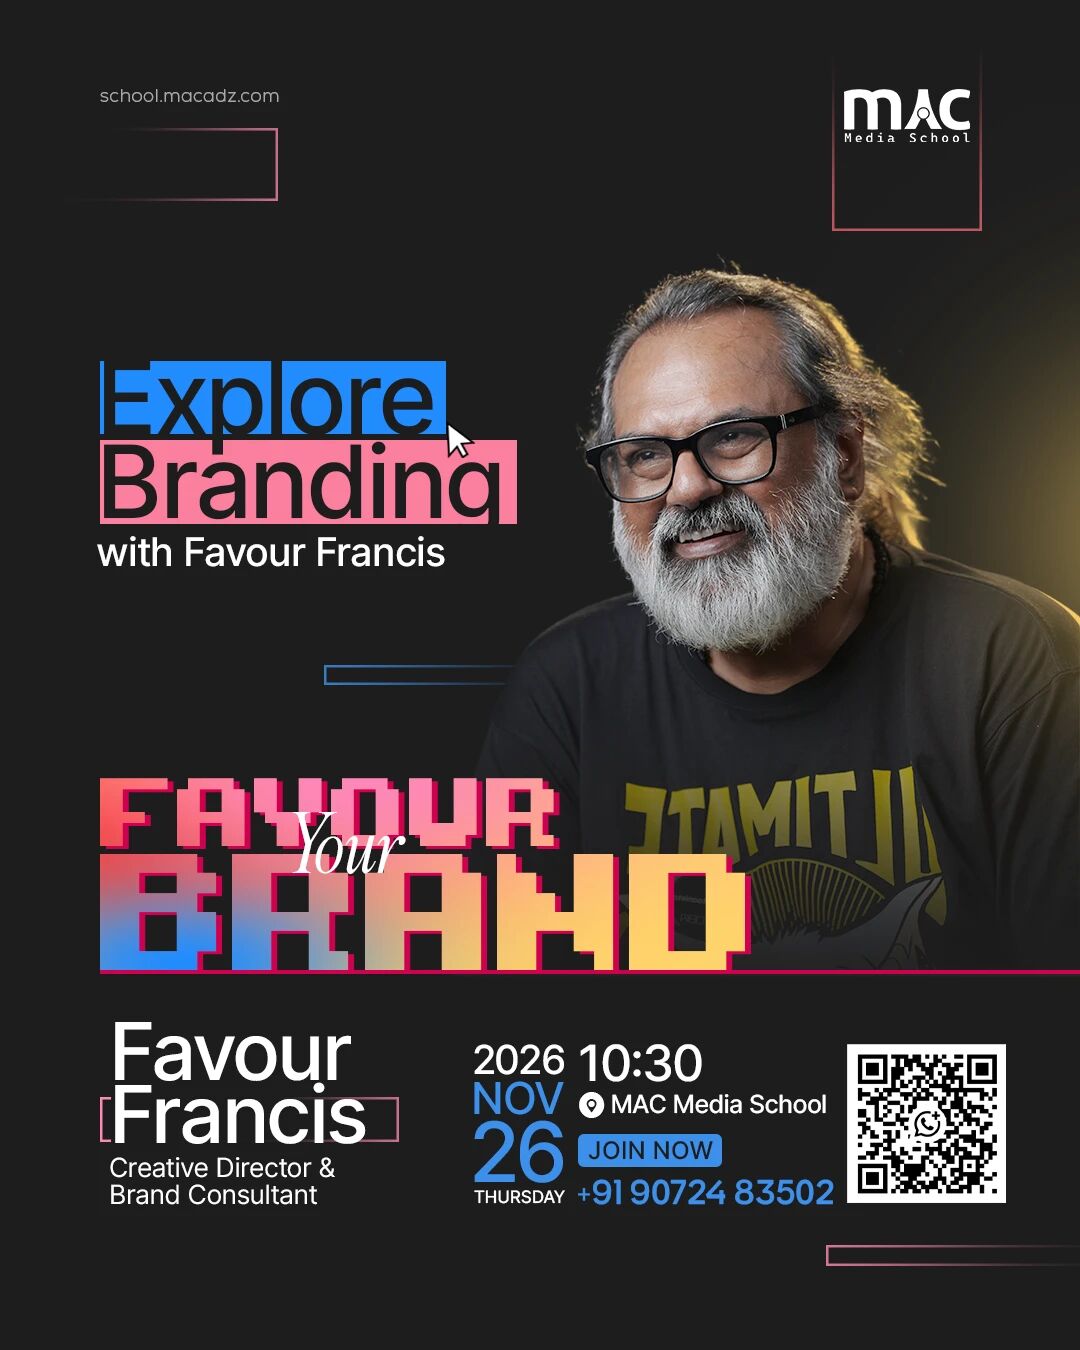 school.macadz.com
MAC
Media School
Explore
Branding
with Favour Francis
ULTIMATE
FAVOUR
Your
BRAND
Favour
Francis
Creative Director &
Brand Consultant
2026
NOV
26
THURSDAY
10:30
MAC Media School
JOIN NOW
+91 90724 83502